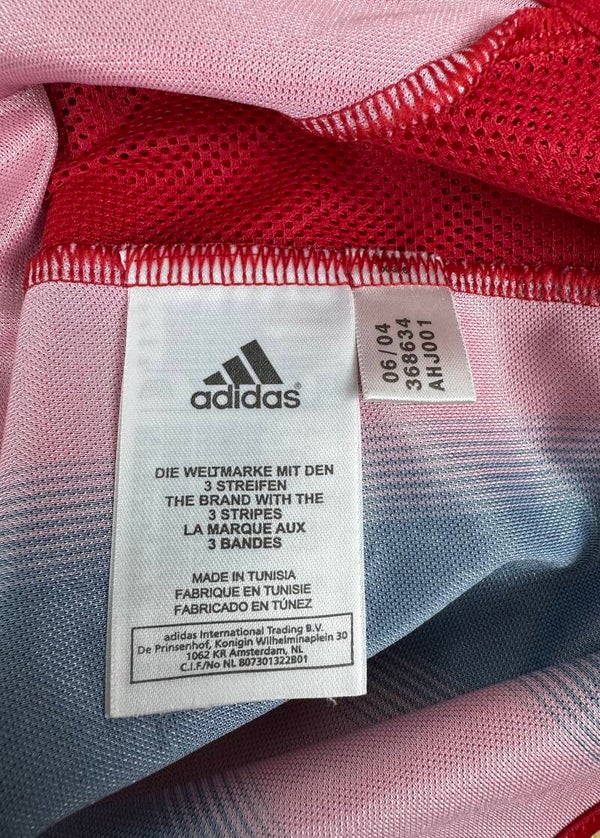 adidas®
DIE WELTMARKE MIT DEN
3 STREIFEN
THE BRAND WITH THE
3 STRIPES
LA MARQUE AUX
3 BANDES
MADE IN TUNISIA
FABRIQUE EN TUNISIE
FABRICADO EN TÚNEZ
adidas International Trading B.V.
De Prinsenhof, Konigin Wilhelminaplein 30
1062 KR Amsterdam, NL
C.I.F./No NL 807301322B01
06/04
368634
AHJ001